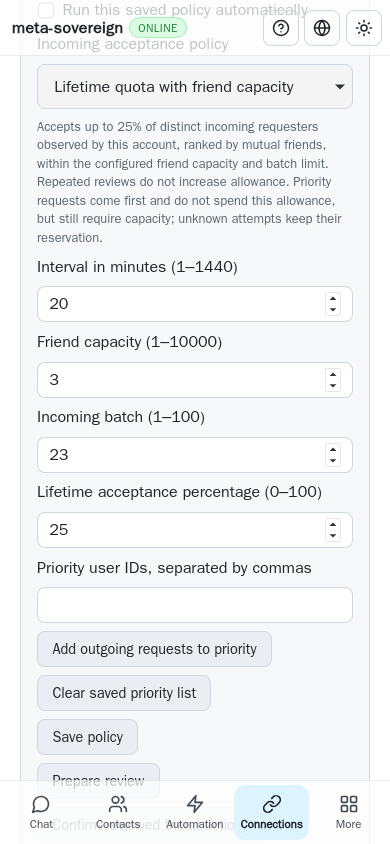 Run this saved policy automatically
meta-sovereign ONLINE
Incoming acceptance policy
Lifetime quota with friend capacity
Accepts up to 25% of distinct incoming requesters
observed by this account, ranked by mutual friends,
within the configured friend capacity and batch limit.
Repeated reviews do not increase allowance. Priority
requests come first and do not spend this allowance,
but still require capacity; unknown attempts keep their
reservation.
Interval in minutes (1–1440)
20
Friend capacity (1–10000)
3
Incoming batch (1–100)
23
Lifetime acceptance percentage (0–100)
25
Priority user IDs, separated by commas
Add outgoing requests to priority
Clear saved priority list
Save policy
Prepare review
Chat Contacts Automation Connections More